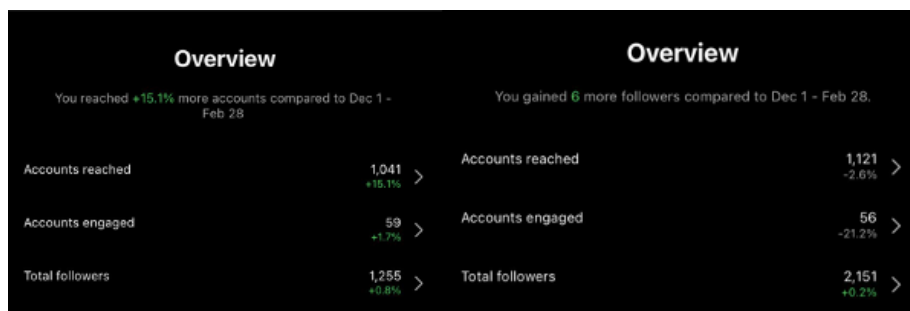 Overview
You reached +15.1% more accounts compared to Dec 1 -
Feb 28
Accounts reached
1,041
+15.1%
Accounts engaged
59
+1.7%
Total followers
1,255
+0.8%
Overview
You gained 6 more followers compared to Dec 1 - Feb 28.
Accounts reached
1,121
-2.6%
Accounts engaged
56
-21.2%
Total followers
2,151
+0.2%